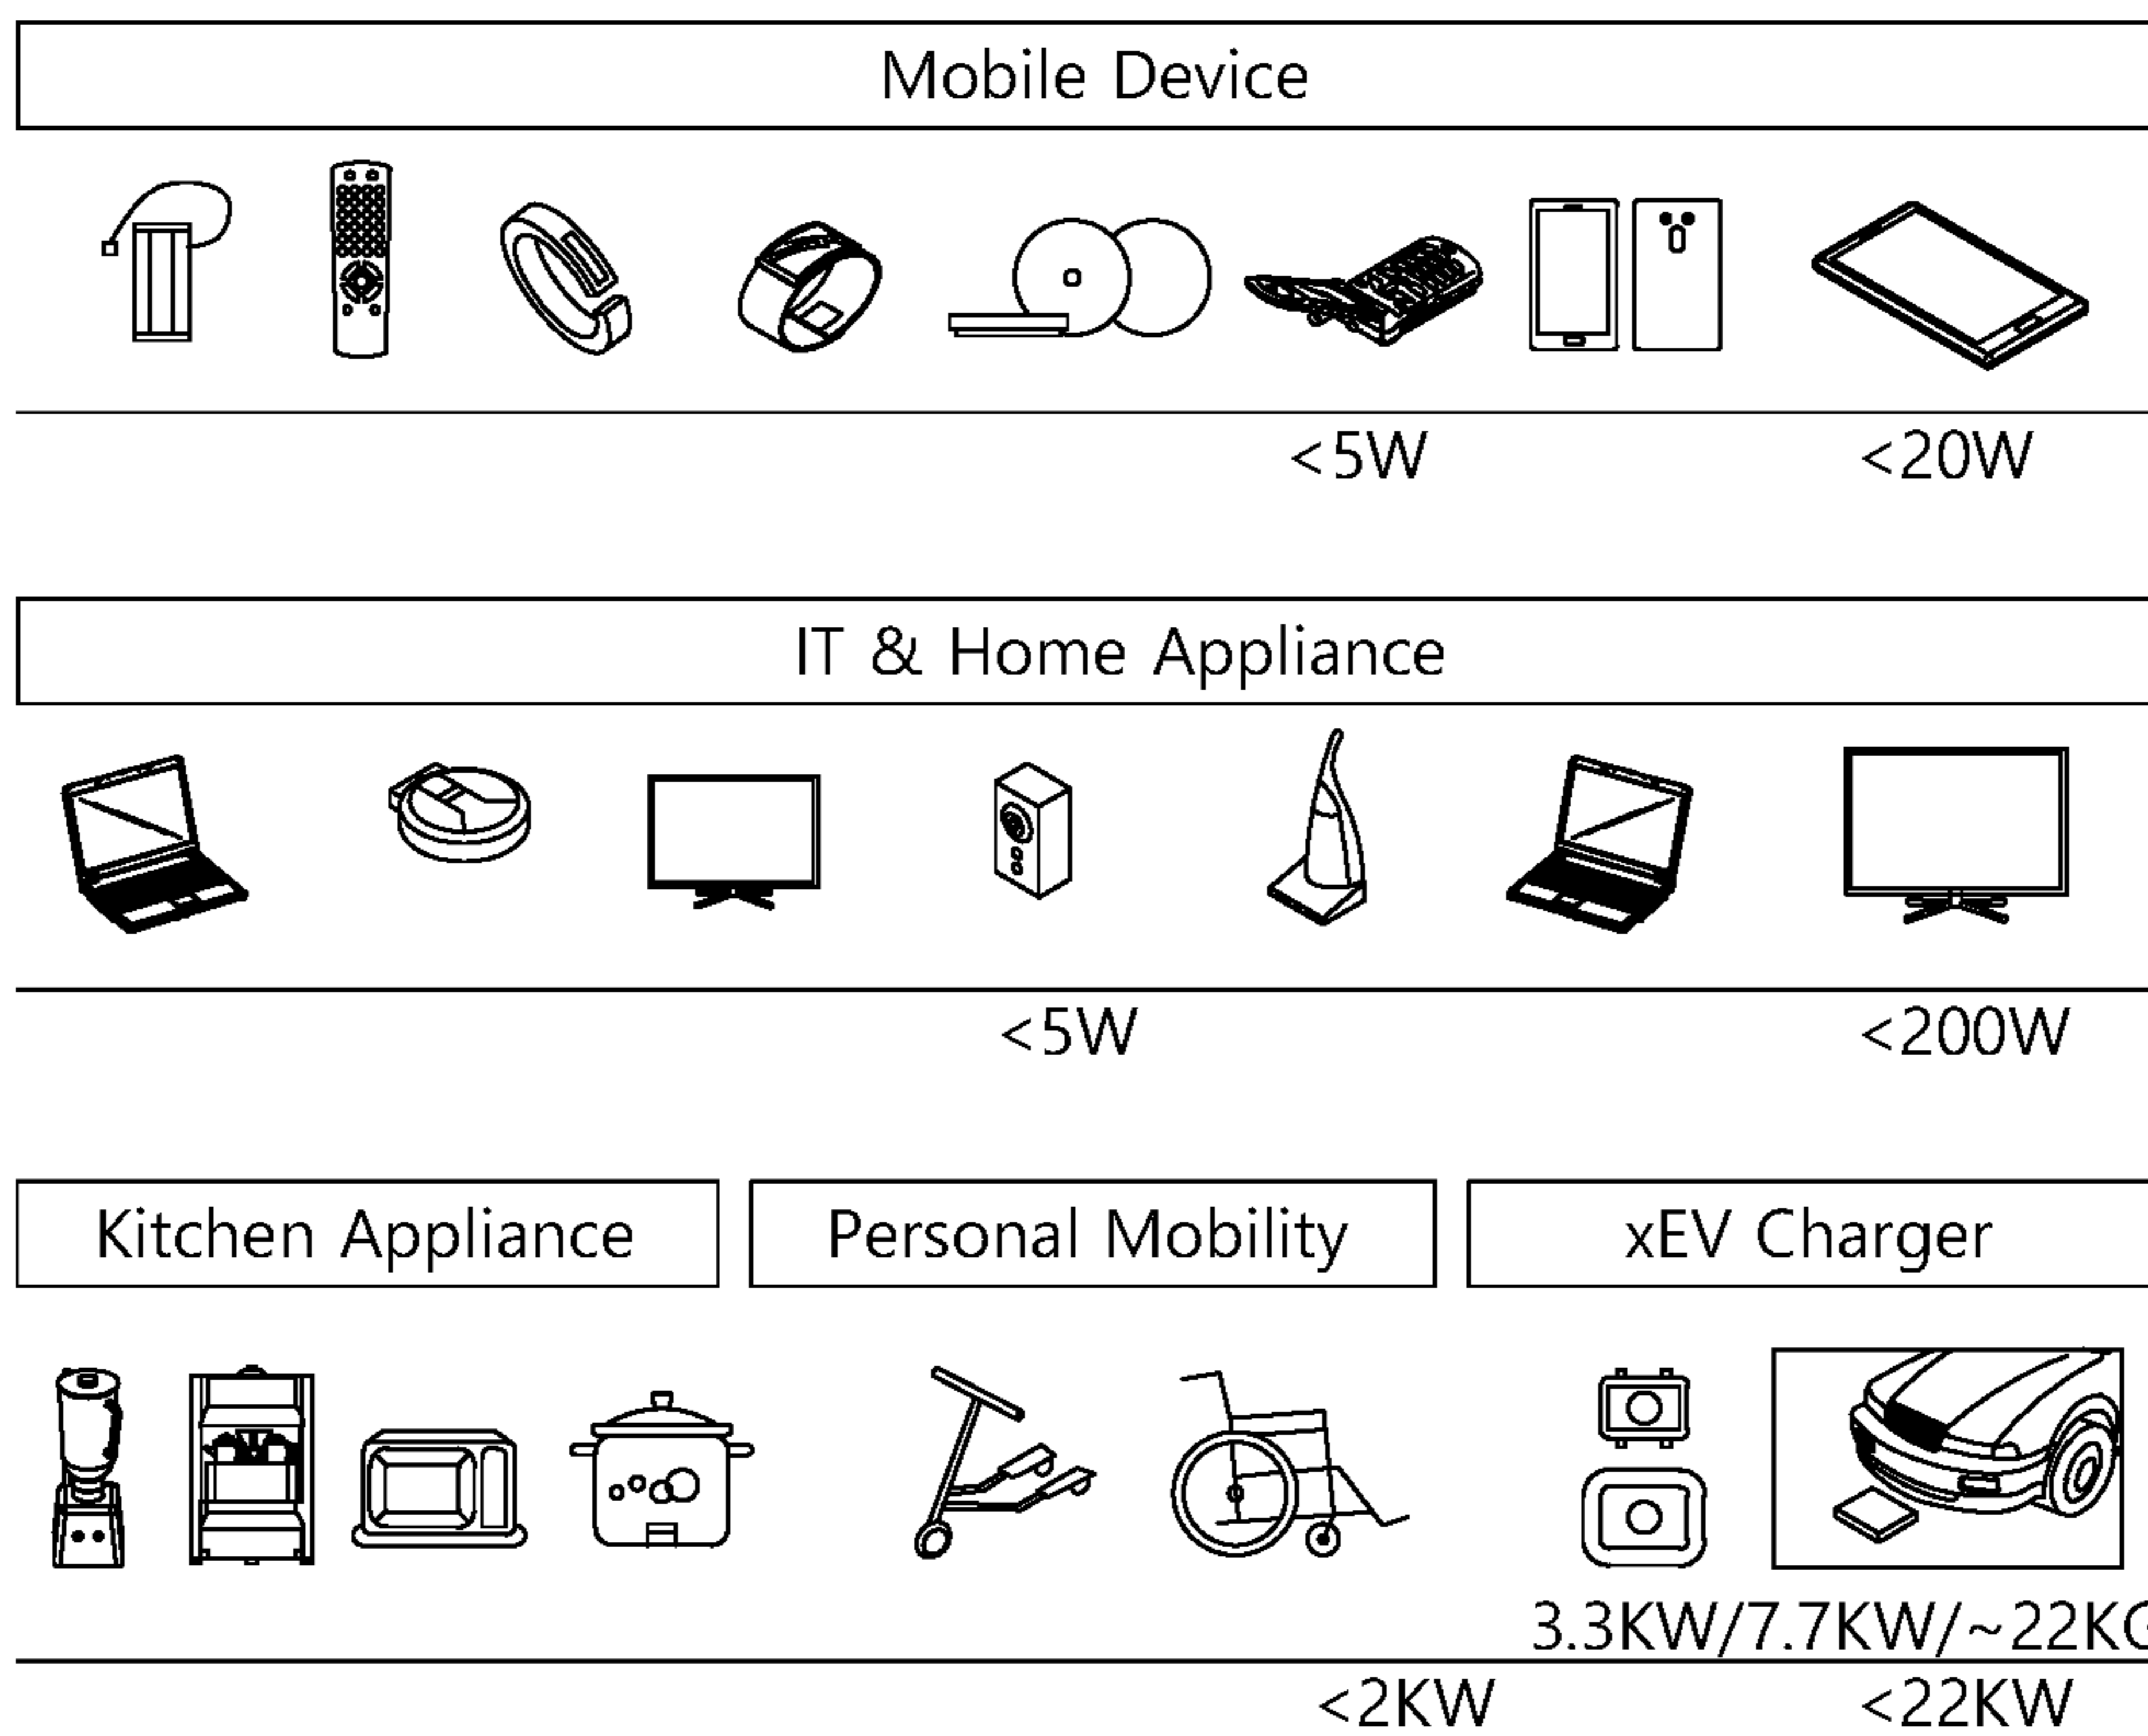 Mobile Device
<5W <20W
IT & Home Appliance
<5W <200W
Kitchen Appliance Personal Mobility xEV Charger
3.3KW/7.7KW/~22KG
<2KW <22KW